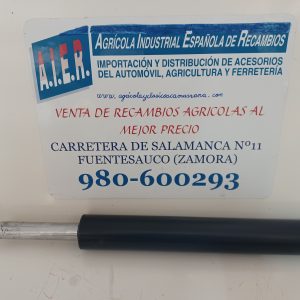 A.I.E.R.
AGRÍCOLA INDUSTRIAL ESPAÑOLA DE RECAMBIOS
IMPORTACIÓN Y DISTRIBUCIÓN DE ACCESORIOS
DEL AUTOMÓVIL, AGRICULTURA Y FERRETERÍA
VENTA DE RECAMBIOS AGRICOLAS AL
MEJOR PRECIO
CARRETERA DE SALAMANCA Nº11
FUENTESAUCO (ZAMORA)
980-600293